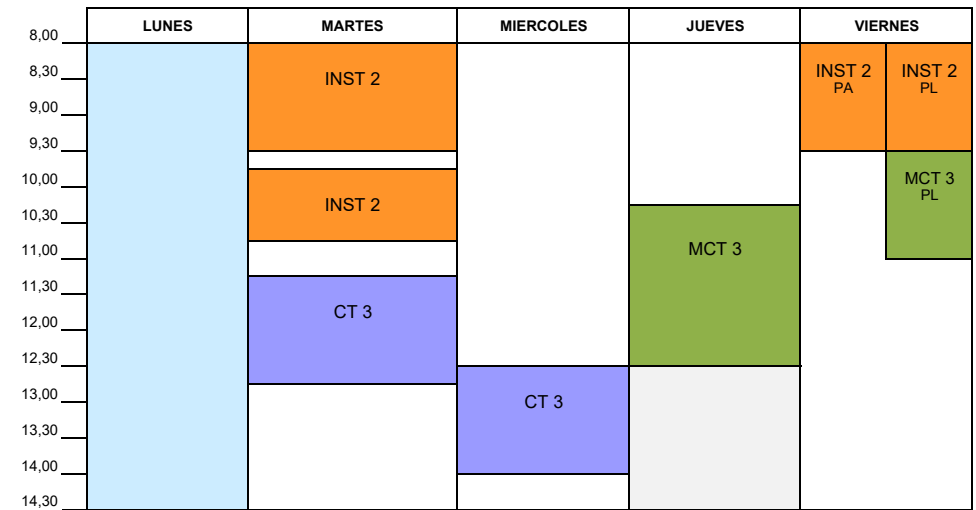 LUNES MARTES MIERCOLES JUEVES VIERNES
8,00
8,30
INST 2
INST 2
PA
INST 2
PL
9,00
9,30
10,00
MCT 3
PL
INST 2
10,30
11,00
MCT 3
11,30
CT 3
12,00
12,30
13,00
CT 3
13,30
14,00
14,30